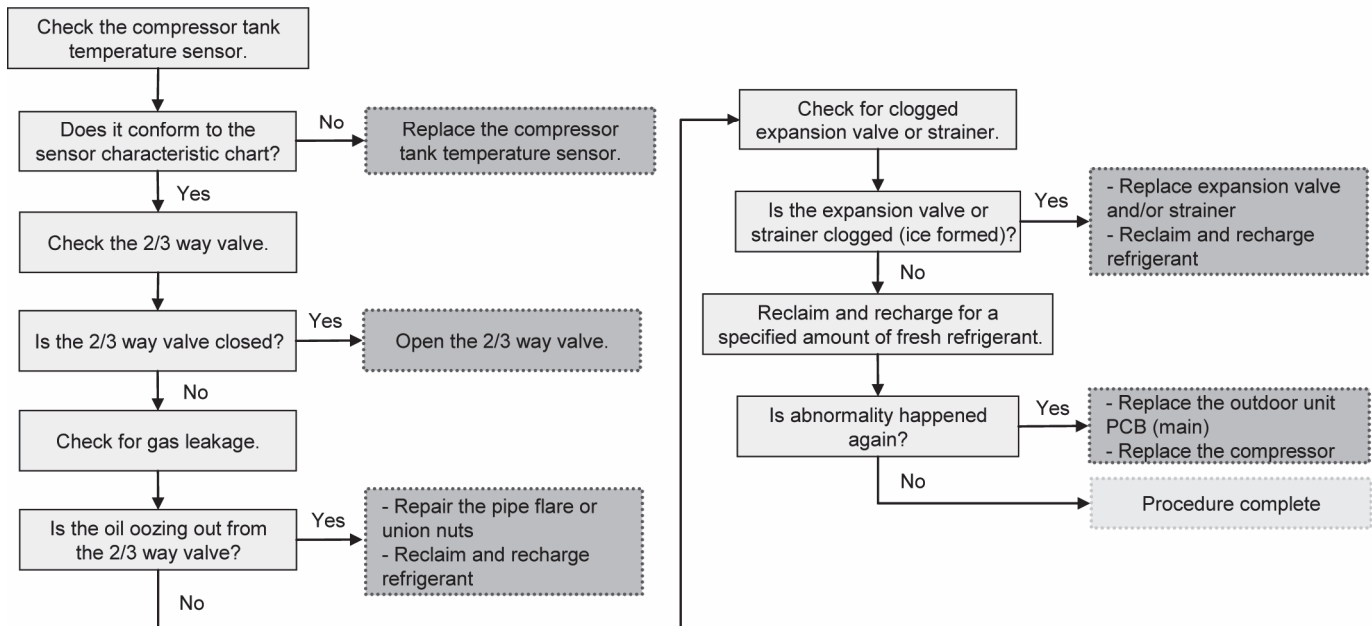 Check the compressor tank
temperature sensor.
Does it conform to the
sensor characteristic chart?
No
Replace the compressor
tank temperature sensor.
Yes
Check the 2/3 way valve.
Is the 2/3 way valve closed?
Yes
Open the 2/3 way valve.
No
Check for gas leakage.
Is the oil oozing out from
the 2/3 way valve?
Yes
- Repair the pipe flare or
union nuts
- Reclaim and recharge
refrigerant
No
Check for clogged
expansion valve or strainer.
Is the expansion valve or
strainer clogged (ice formed)?
Yes
- Replace expansion valve
and/or strainer
- Reclaim and recharge
refrigerant
No
Reclaim and recharge for a
specified amount of fresh refrigerant.
Is abnormality happened
again?
Yes
- Replace the outdoor unit
PCB (main)
- Replace the compressor
No
Procedure complete